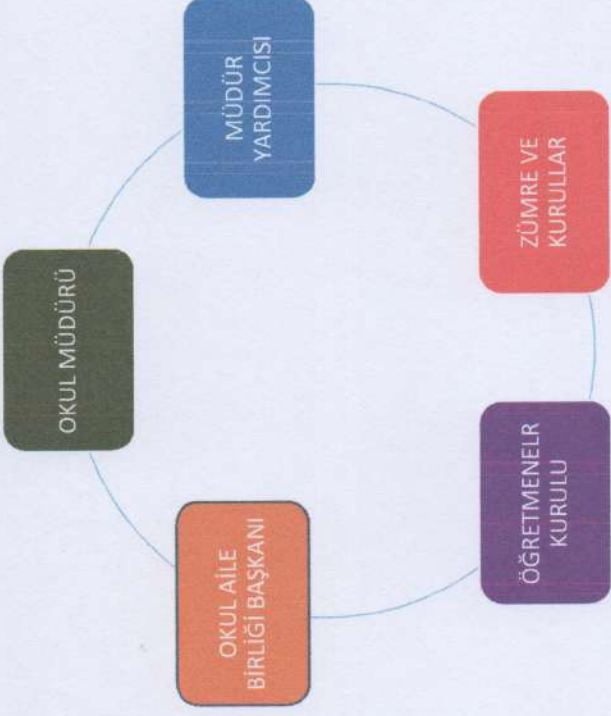 OKUL MÜDÜRÜ
MÜDÜR
YARDIMCISI
ZÜMRE VE
KURULLAR
ÖĞRETMENELR
KURULU
OKUL AİLE
BİRLİĞİ BAŞKANI